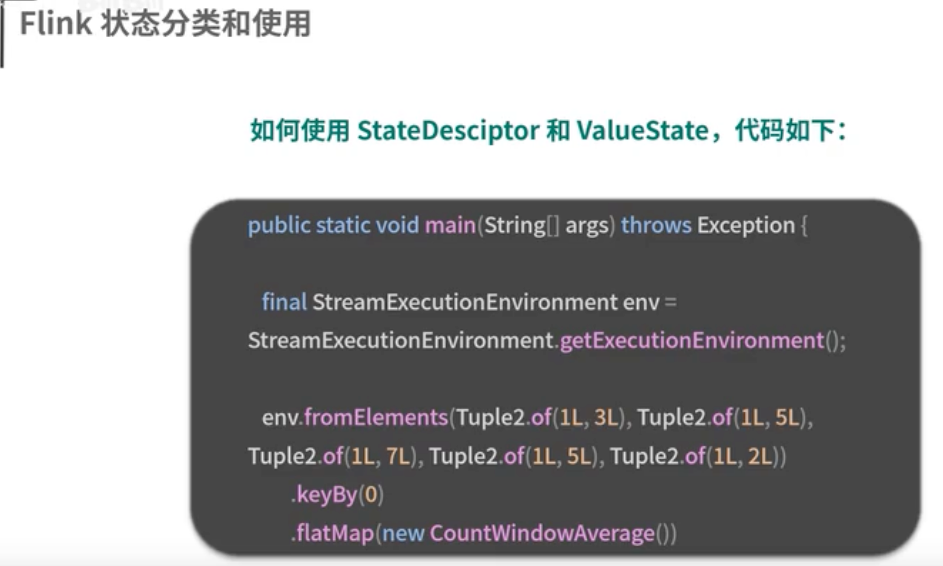 Flink 状态分类和使用
如何使用 StateDesciptor 和 ValueState，代码如下：
public static void main(String[] args) throws Exception {
final StreamExecutionEnvironment env =
StreamExecutionEnvironment.getExecutionEnvironment();
env.fromElements(Tuple2.of(1L, 3L), Tuple2.of(1L, 5L),
Tuple2.of(1L, 7L), Tuple2.of(1L, 5L), Tuple2.of(1L, 2L))
.keyBy(0)
.flatMap(new CountWindowAverage())